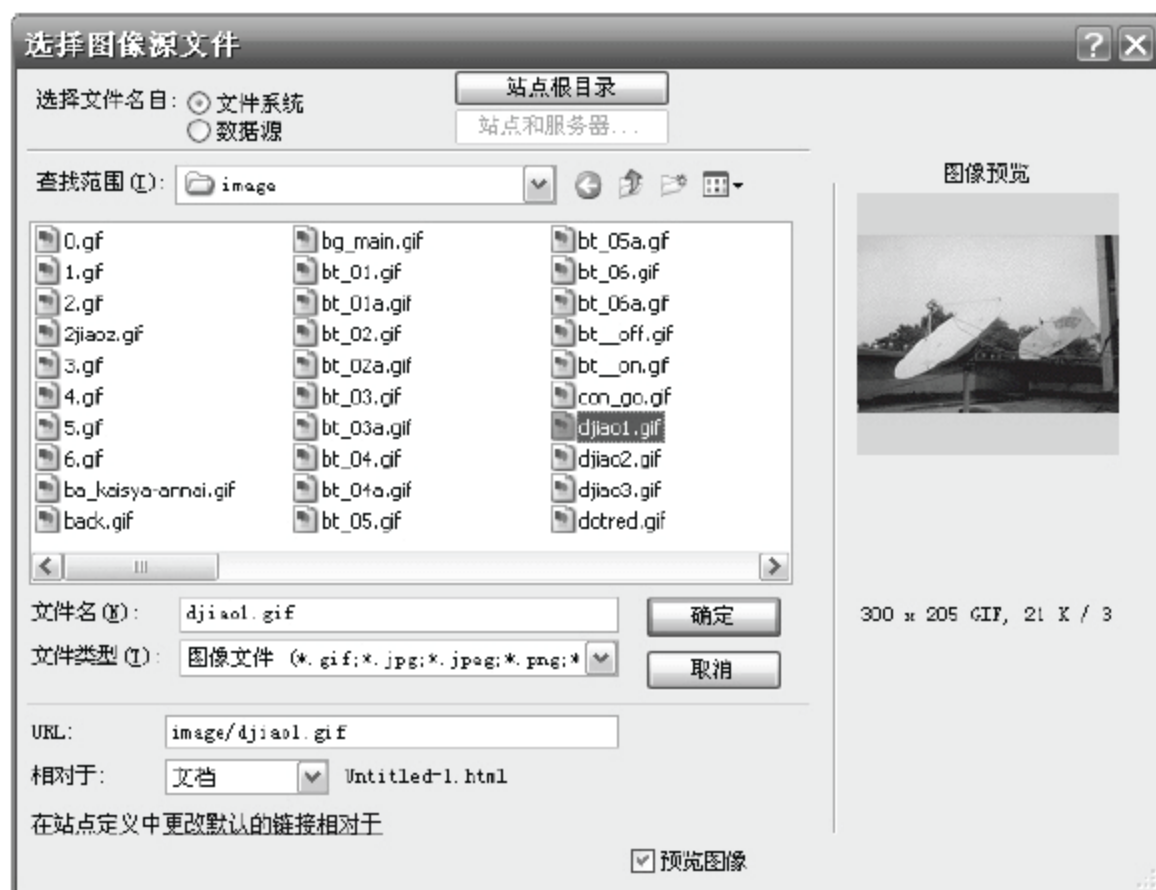 选择图像源文件
选择文件名自: 文件系统
数据源
站点根目录
站点和服务器...
查找范围(I): image
图像预览
0.gif
1.gif
2.gif
2jiaoz.gif
3.gif
4.gif
5.gif
6.gif
ba_kaisya-annai.gif
back.gif
bg_main.gif
bt_01.gif
bt_01a.gif
bt_02.gif
bt_02a.gif
bt_03.gif
bt_03a.gif
bt_04.gif
bt_04a.gif
bt_05.gif
bt_05a.gif
bt_06.gif
bt_06a.gif
bt__off.gif
bt__on.gif
con_go.gif
djiao1.gif
djiao2.gif
djiao3.gif
dotred.gif
文件名(N): djiao1.gif
确定
300 x 205 GIF, 21 K / 3
文件类型(T): 图像文件 (*.gif;*.jpg;*.jpeg;*.png;*
取消
URL: image/djiao1.gif
相对于: 文档 Untitled-1.html
在站点定义中更改默认的链接相对于
预览图像